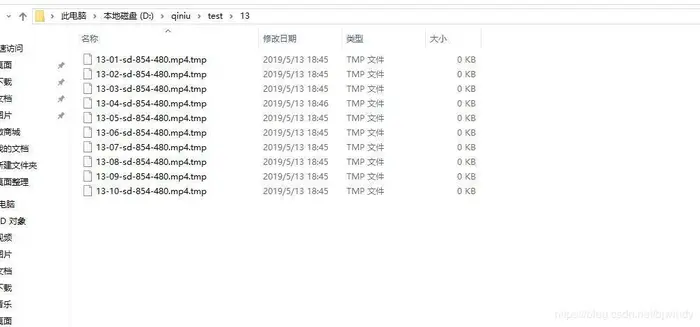 此电脑 › 本地磁盘 (D:) › qiniu › test › 13
名称 修改日期 类型 大小
速访问
桌面
下载
文档
图片
商城
的文档
新建文件夹
桌面整理
电脑
D 对象
视频
图片
文档
下载
音乐
桌面
13-01-sd-854-480.mp4.tmp 2019/5/13 18:45 TMP 文件 0 KB
13-02-sd-854-480.mp4.tmp 2019/5/13 18:45 TMP 文件 0 KB
13-03-sd-854-480.mp4.tmp 2019/5/13 18:45 TMP 文件 0 KB
13-04-sd-854-480.mp4.tmp 2019/5/13 18:46 TMP 文件 0 KB
13-05-sd-854-480.mp4.tmp 2019/5/13 18:45 TMP 文件 0 KB
13-06-sd-854-480.mp4.tmp 2019/5/13 18:45 TMP 文件 0 KB
13-07-sd-854-480.mp4.tmp 2019/5/13 18:45 TMP 文件 0 KB
13-08-sd-854-480.mp4.tmp 2019/5/13 18:45 TMP 文件 0 KB
13-09-sd-854-480.mp4.tmp 2019/5/13 18:45 TMP 文件 0 KB
13-10-sd-854-480.mp4.tmp 2019/5/13 18:45 TMP 文件 0 KB